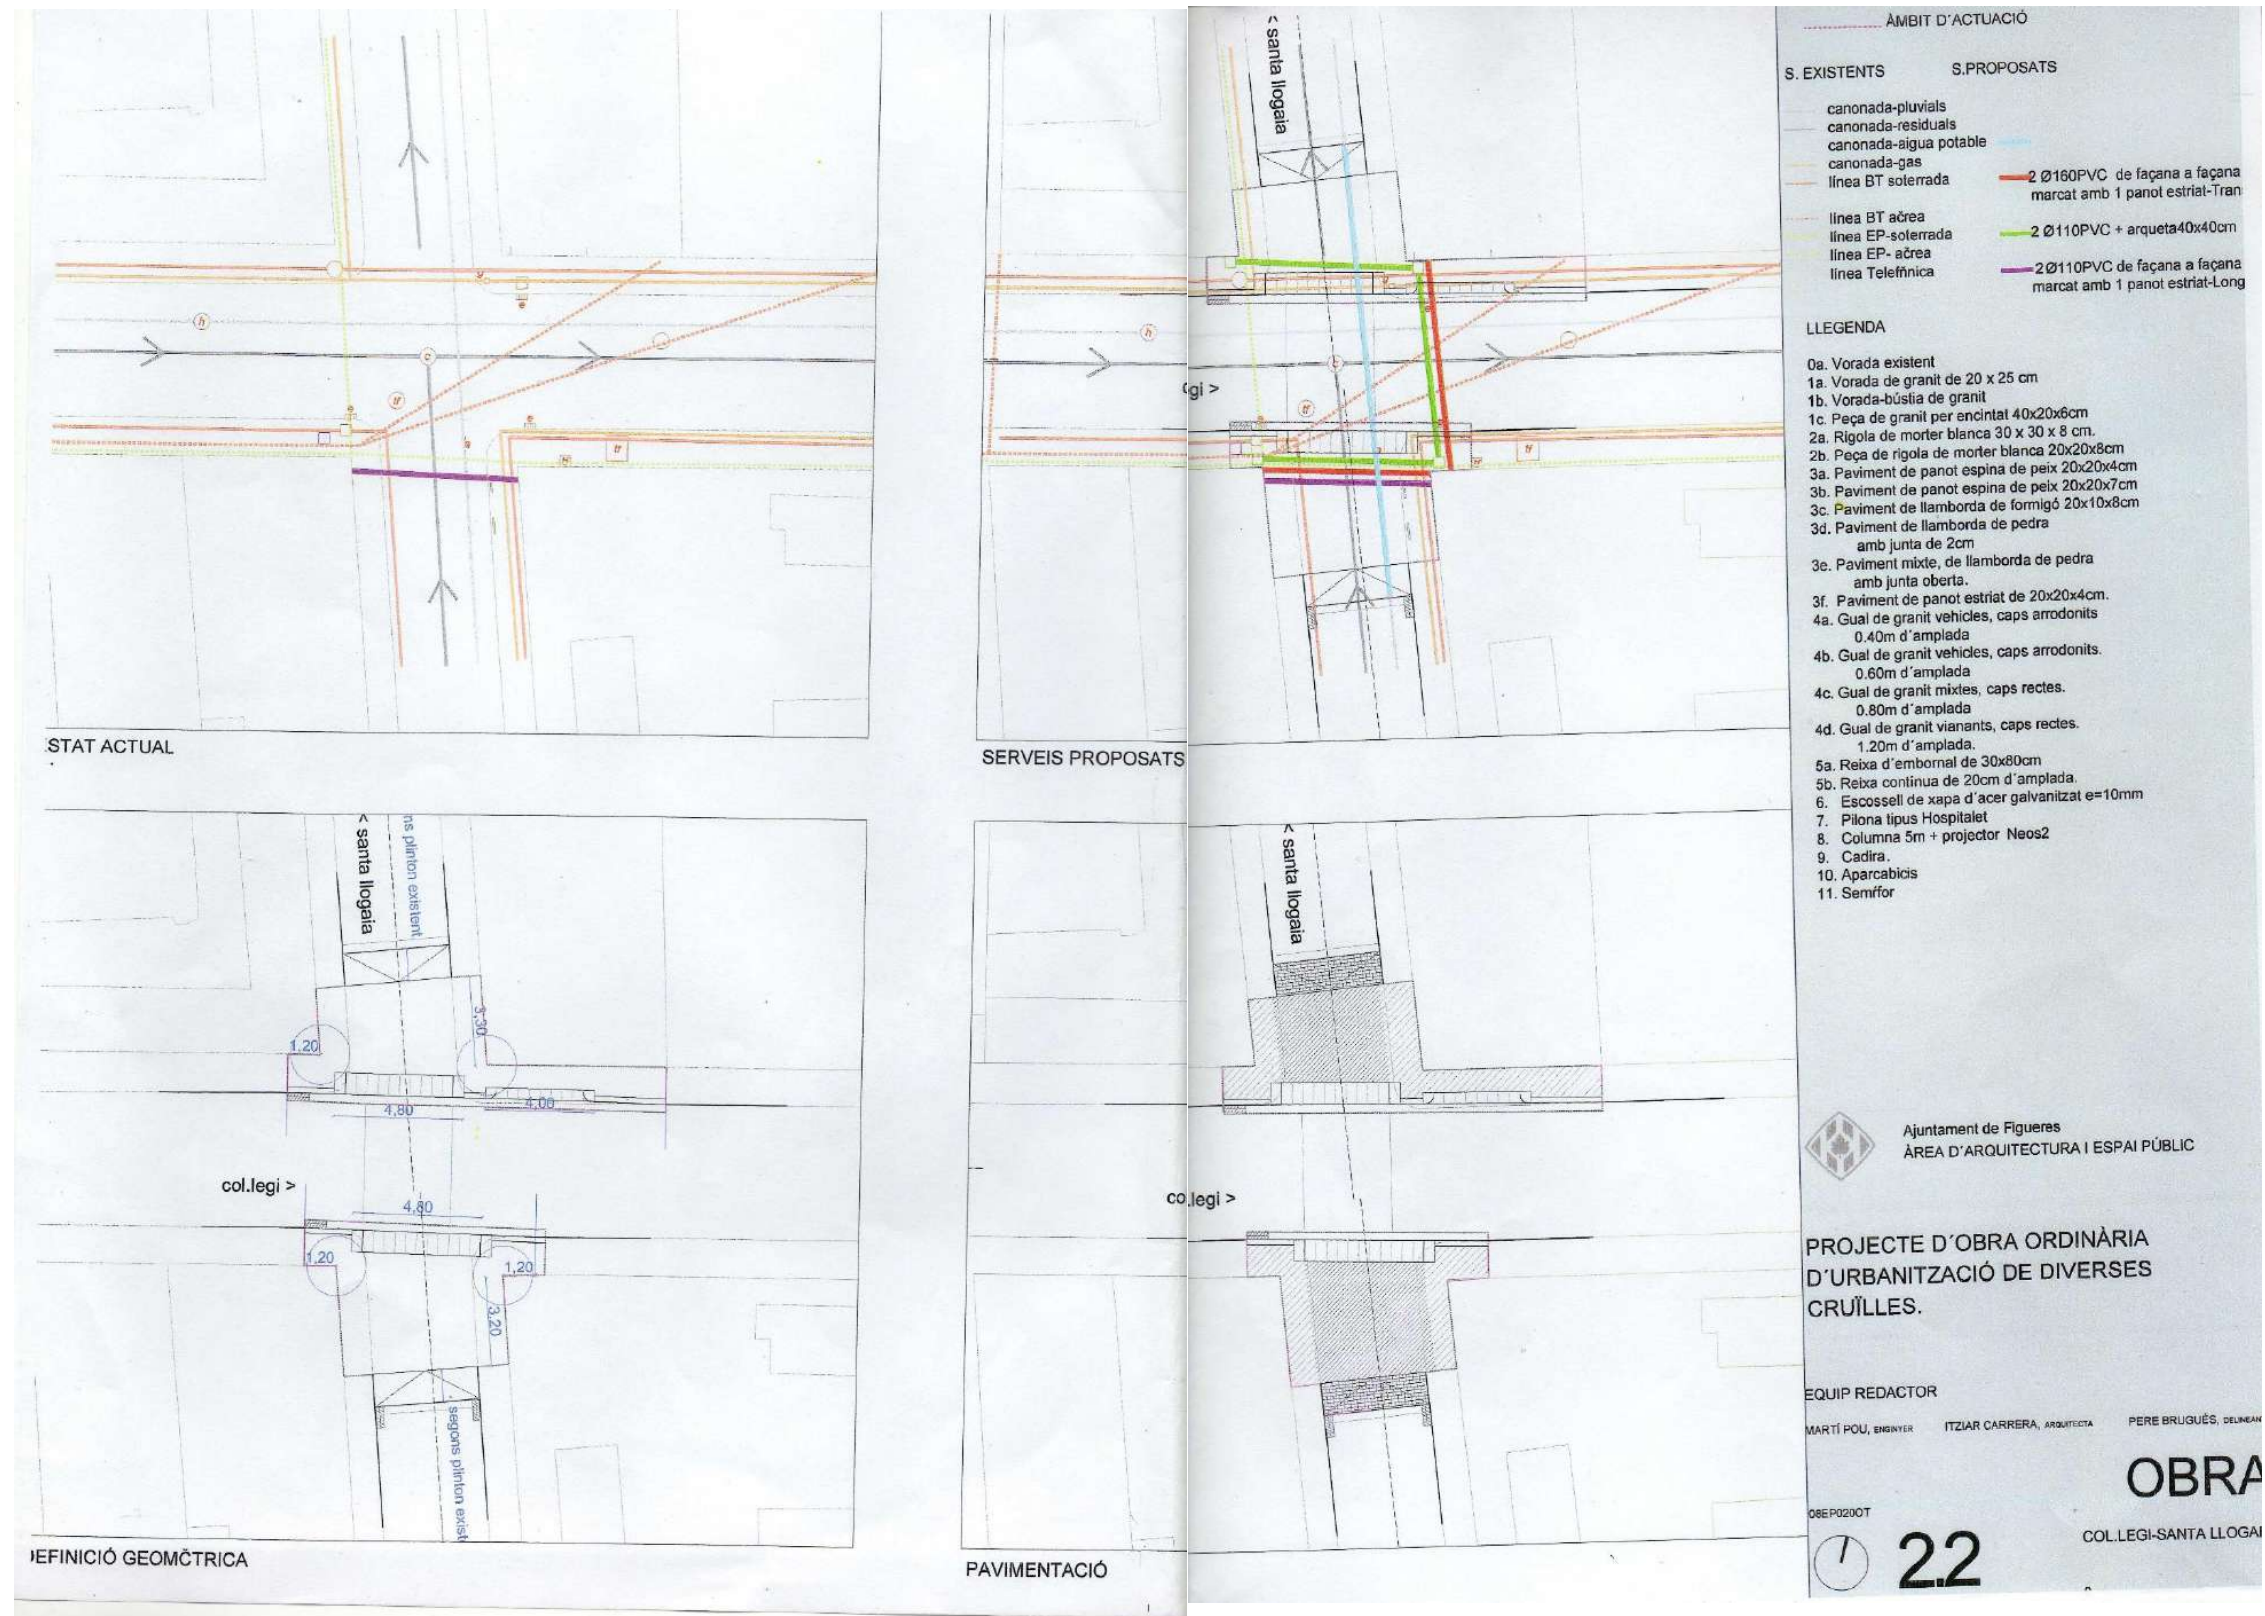 < santa llogaia
gi >
STAT ACTUAL
SERVEIS PROPOSATS
< santa llogaia
ns plinton existent
1,20
3,30
4,80
4,00
col.legi >
4,80
1,20
1,20
3,20
segons plinton exist
DEFINICIÓ GEOMČTRICA
< santa llogaia
co.legi >
PAVIMENTACIÓ
ÀMBIT D'ACTUACIÓ
S. EXISTENTS S.PROPOSATS
canonada-pluvials
canonada-residuals
canonada-aigua potable
canonada-gas
línea BT soterrada
línea BT ačrea
línea EP-soterrada
línea EP- ačrea
línea Telefňnica
2 Ø160PVC de façana a façana
marcat amb 1 panot estriat-Tran
2 Ø110PVC + arqueta40x40cm
2Ø110PVC de façana a façana
marcat amb 1 panot estriat-Long
LLEGENDA
0a. Vorada existent
1a. Vorada de granit de 20 x 25 cm
1b. Vorada-bústia de granit
1c. Peça de granit per encintat 40x20x6cm
2a. Rigola de morter blanca 30 x 30 x 8 cm.
2b. Peça de rigola de morter blanca 20x20x8cm
3a. Paviment de panot espina de peix 20x20x4cm
3b. Paviment de panot espina de peix 20x20x7cm
3c. Paviment de llamborda de formigó 20x10x8cm
3d. Paviment de llamborda de pedra
amb junta de 2cm
3e. Paviment mixte, de llamborda de pedra
amb junta oberta.
3f. Paviment de panot estriat de 20x20x4cm.
4a. Gual de granit vehicles, caps arrodonits
0.40m d'amplada
4b. Gual de granit vehicles, caps arrodonits.
0.60m d'amplada
4c. Gual de granit mixtes, caps rectes.
0.80m d'amplada
4d. Gual de granit vianants, caps rectes.
1.20m d'amplada.
5a. Reixa d'embornal de 30x80cm
5b. Reixa continua de 20cm d'amplada.
6. Escossell de xapa d'acer galvanitzat e=10mm
7. Pilona tipus Hospitalet
8. Columna 5m + projector Neos2
9. Cadira.
10. Aparcabicis
11. Semŕfor
Ajuntament de Figueres
ÀREA D'ARQUITECTURA I ESPAI PÚBLIC
PROJECTE D'OBRA ORDINÀRIA
D'URBANITZACIÓ DE DIVERSES
CRUÏLLES.
EQUIP REDACTOR
MARTÍ POU, ENGINYER ITZIAR CARRERA, ARQUITECTA PERE BRUGUÉS, DELINEAN
OBRA
08EP020OT
2.2
COL.LEGI-SANTA LLOGAI